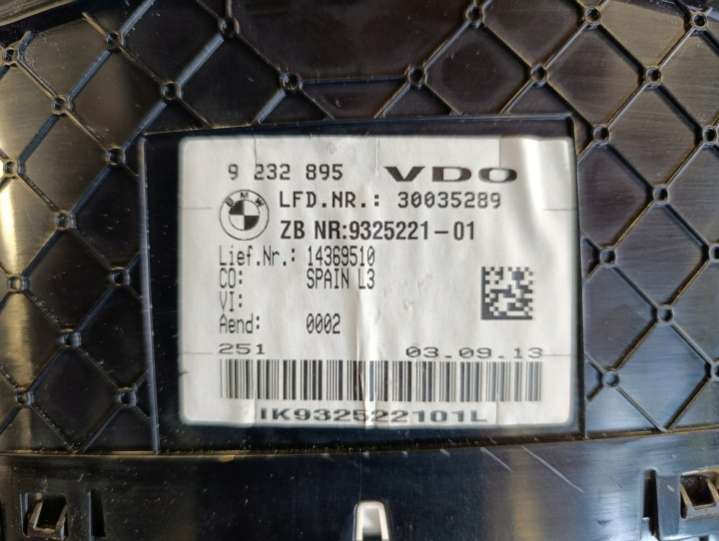 9 232 895 VDO
BMW
LFD.NR.: 30035289
ZB NR:9325221-01
Lief.Nr.: 14369510
CO: SPAIN L3
VI:
Aend: 0002
251 03.09.13
IK932522101L